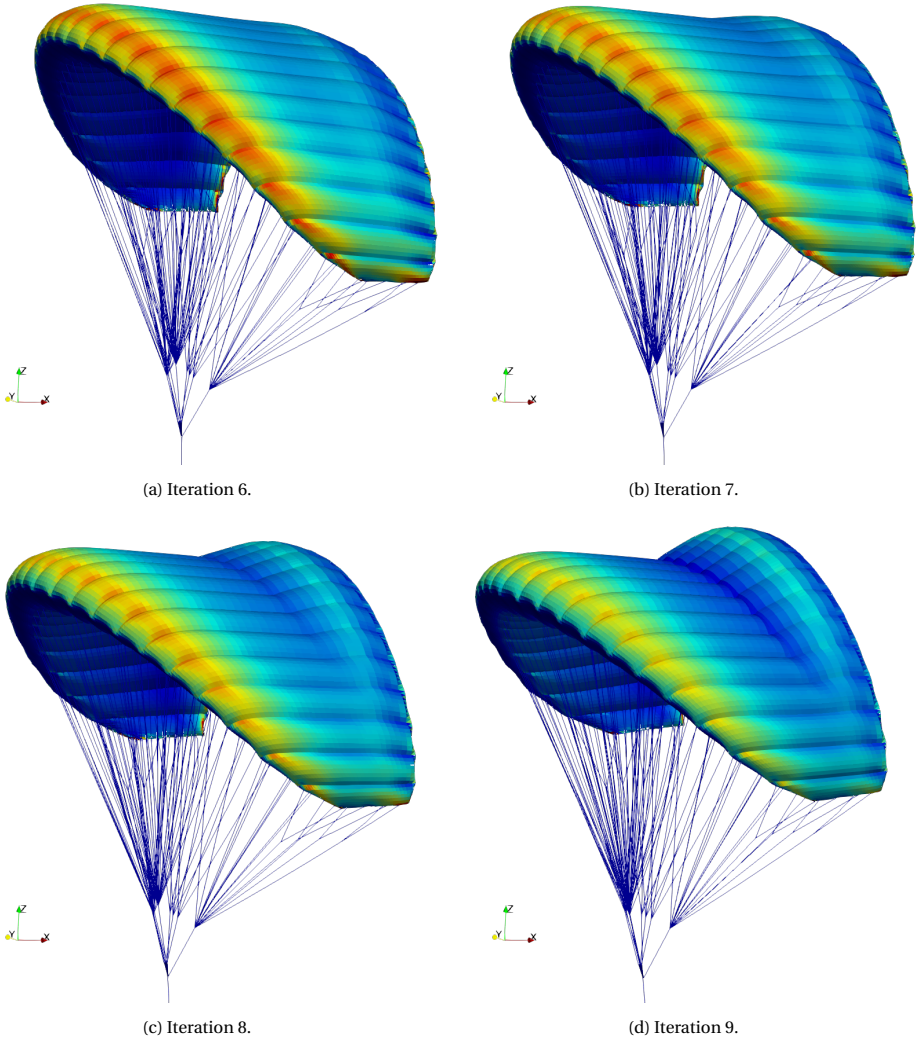 Z
Y X
Z
Y X
(a) Iteration 6.
(b) Iteration 7.
Z
Y X
Z
Y X
(c) Iteration 8.
(d) Iteration 9.